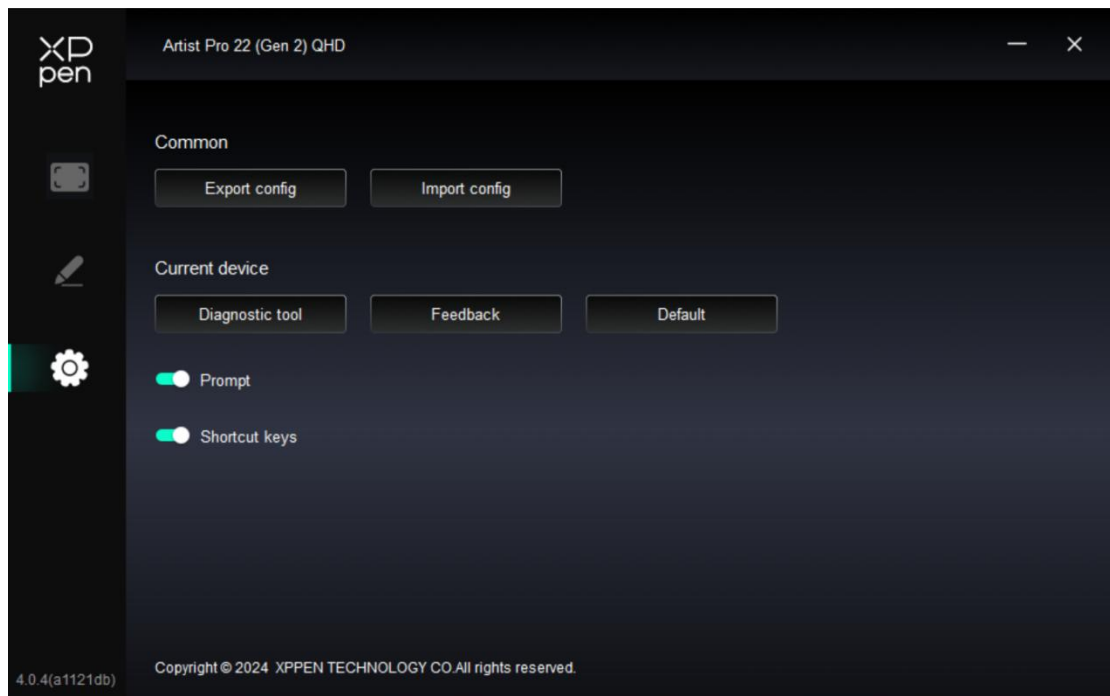 XP
pen
Artist Pro 22 (Gen 2) QHD
Common
Export config
Import config
Current device
Diagnostic tool
Feedback
Default
Prompt
Shortcut keys
Copyright © 2024 XPPEN TECHNOLOGY CO.All rights reserved.
4.0.4(a1121db)